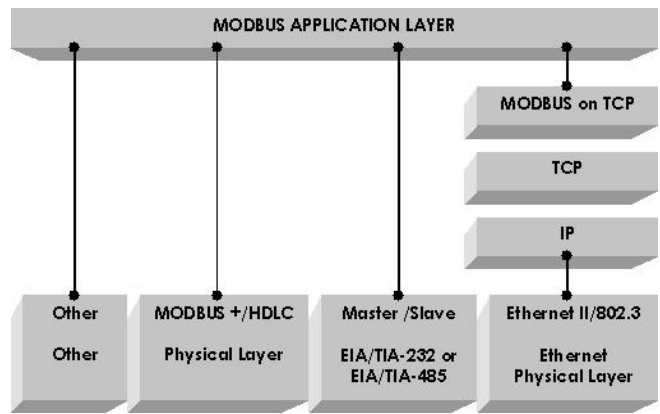 MODBUS APPLICATION LAYER
MODBUS on TCP
TCP
IP
Other
Other
MODBUS +/HDLC
Physical Layer
Master /Slave
EIA/TIA-232 or
EIA/TIA-485
Ethernet II/802.3
Ethernet
Physical Layer